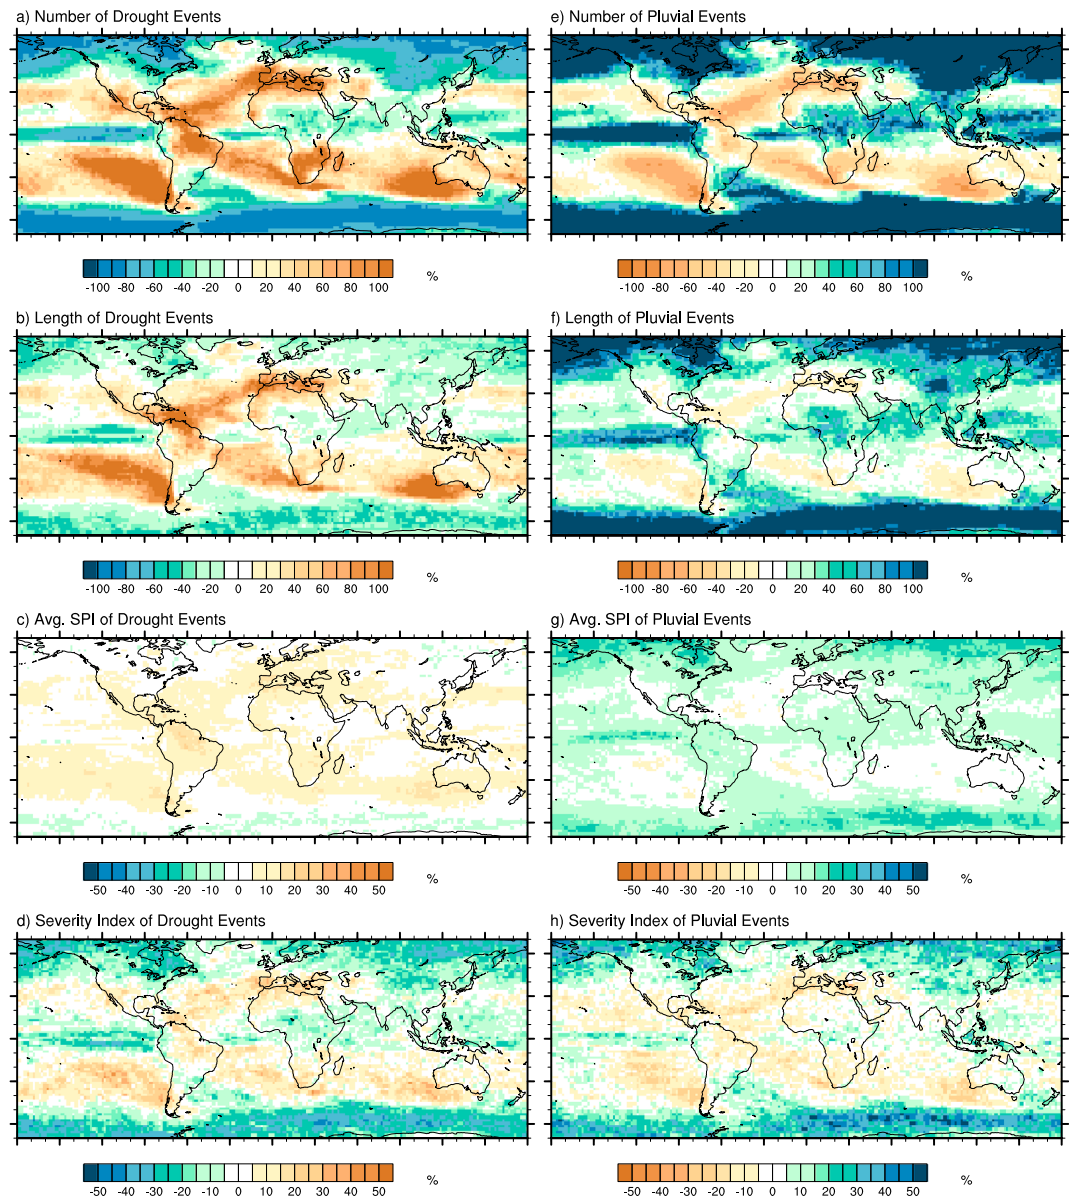 a) Number of Drought Events
-100 -80 -60 -40 -20 0 20 40 60 80 100 %
b) Length of Drought Events
-100 -80 -60 -40 -20 0 20 40 60 80 100 %
c) Avg. SPI of Drought Events
-50 -40 -30 -20 -10 0 10 20 30 40 50 %
d) Severity Index of Drought Events
-50 -40 -30 -20 -10 0 10 20 30 40 50 %
e) Number of Pluvial Events
-100 -80 -60 -40 -20 0 20 40 60 80 100 %
f) Length of Pluvial Events
-100 -80 -60 -40 -20 0 20 40 60 80 100 %
g) Avg. SPI of Pluvial Events
-50 -40 -30 -20 -10 0 10 20 30 40 50 %
h) Severity Index of Pluvial Events
-50 -40 -30 -20 -10 0 10 20 30 40 50 %